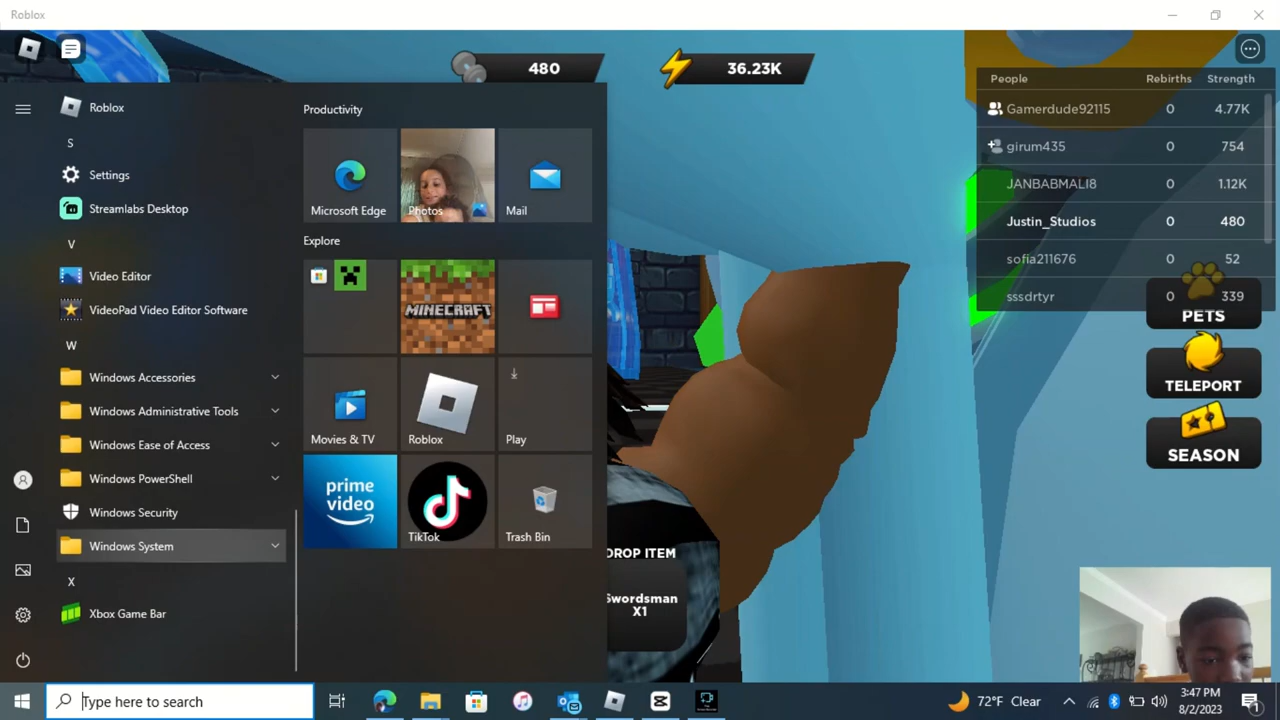 Roblox
480
36.23K
People Rebirths Strength
Gamerdude92115 0 4.77K
girum435 0 754
JANBABMALI8 0 1.12K
Justin_Studios 0 480
sofia211676 0 52
sssdrtyr 0 330
PETS
TELEPORT
SEASON
Roblox
S
Settings
Streamlabs Desktop
V
Video Editor
VideoPad Video Editor Software
W
Windows Accessories
Windows Administrative Tools
Windows Ease of Access
Windows PowerShell
Windows Security
Windows System
X
Xbox Game Bar
Productivity
Microsoft Edge
Photos
Mail
Explore
MINECRAFT
Movies & TV
Roblox
Play
prime
video
TikTok
Trash Bin
DROP ITEM
Swordsman
X1
Type here to search
72°F Clear
3:47 PM
8/2/2023
1